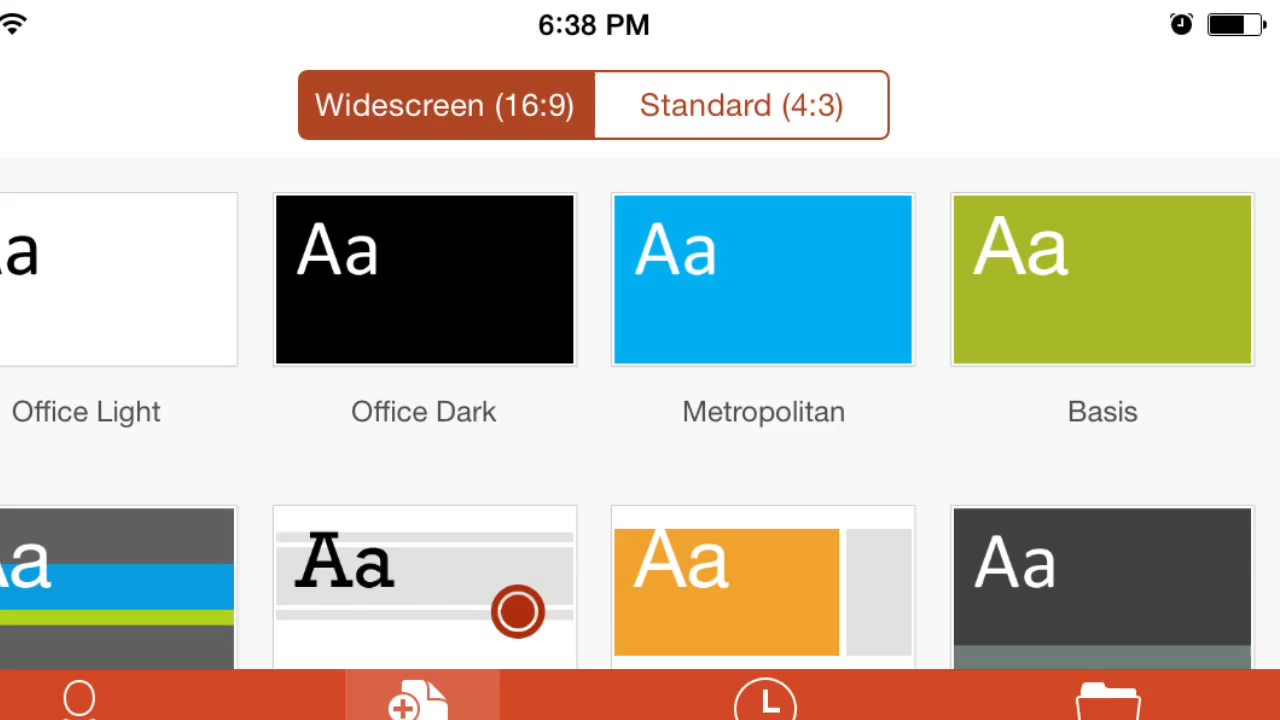 6:38 PM
Widescreen (16:9) Standard (4:3)
a Aa Aa Aa
Office Light Office Dark Metropolitan Basis
Aa Aa Aa Aa